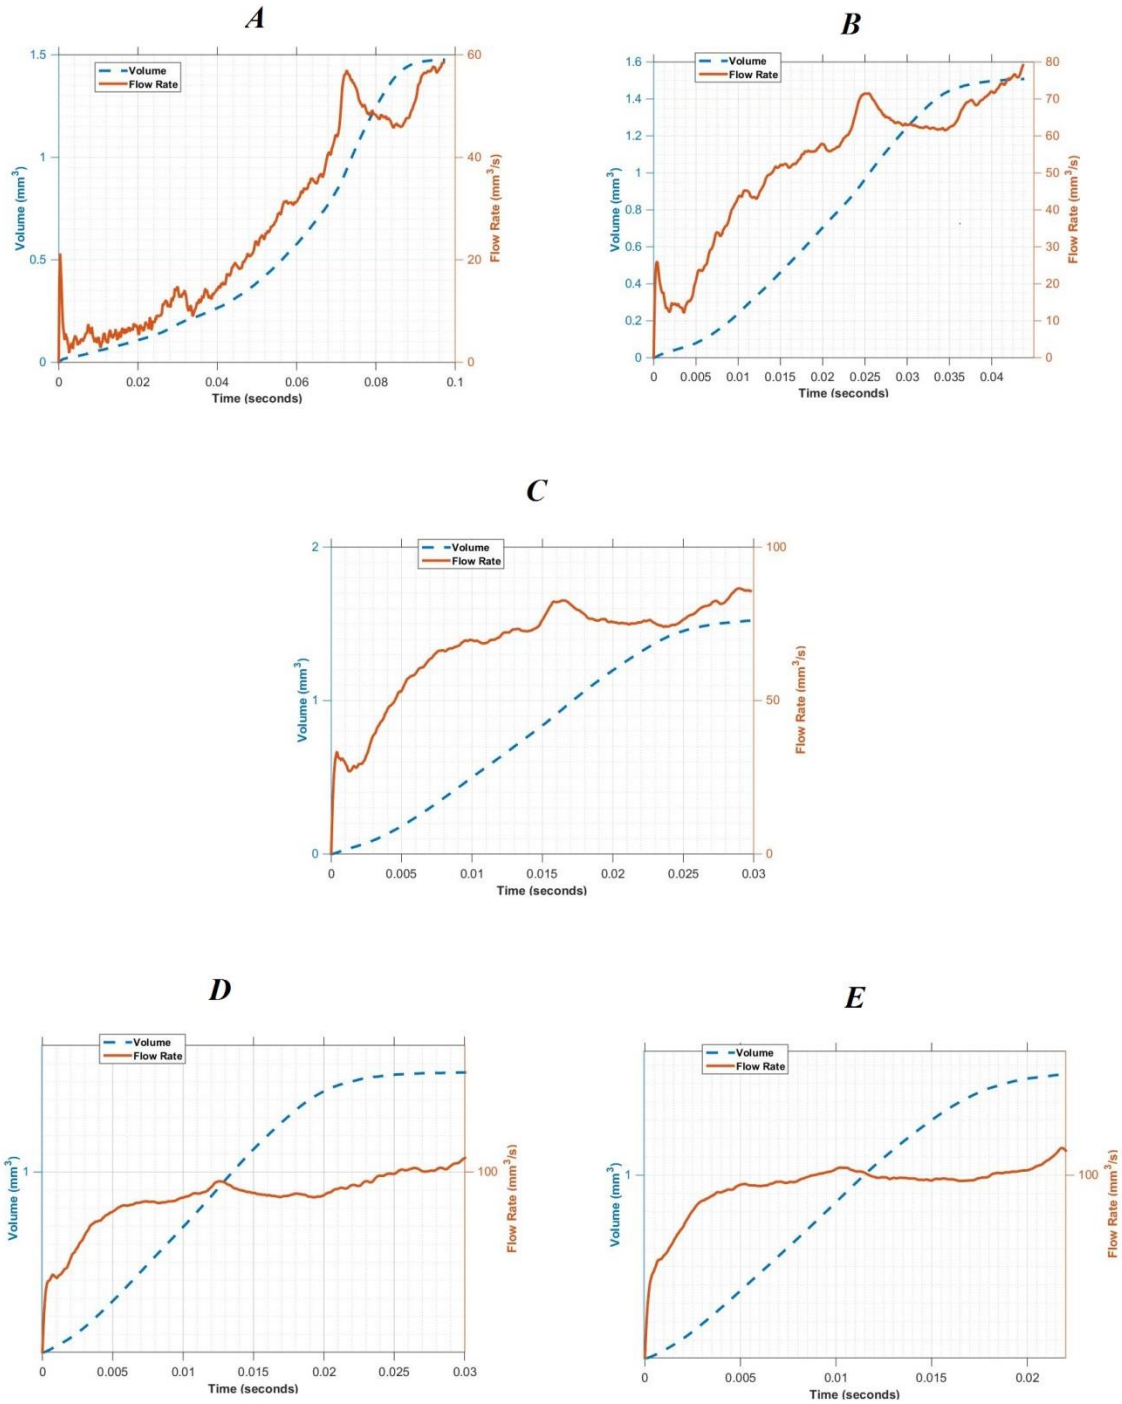 A
Volume
Flow Rate
1.5
1
0.5
0
60
40
20
0
0 0.02 0.04 0.06 0.08 0.1
Volume (mm³)
Flow Rate (mm³/s)
Time (seconds)
B
Volume
Flow Rate
1.6
1.4
1.2
1
0.8
0.6
0.4
0.2
0
80
70
60
50
40
30
20
10
0
0 0.005 0.01 0.015 0.02 0.025 0.03 0.035 0.04
Volume (mm³)
Flow Rate (mm³/s)
Time (seconds)
C
Volume
Flow Rate
2
1
0
100
50
0
0 0.005 0.01 0.015 0.02 0.025 0.03
Volume (mm³)
Flow Rate (mm³/s)
Time (seconds)
D
Volume
Flow Rate
1
100
0 0.005 0.01 0.015 0.02 0.025 0.03
Volume (mm³)
Flow Rate (mm³/s)
Time (seconds)
E
Volume
Flow Rate
1
100
0 0.005 0.01 0.015 0.02
Volume (mm³)
Flow Rate (mm³/s)
Time (seconds)